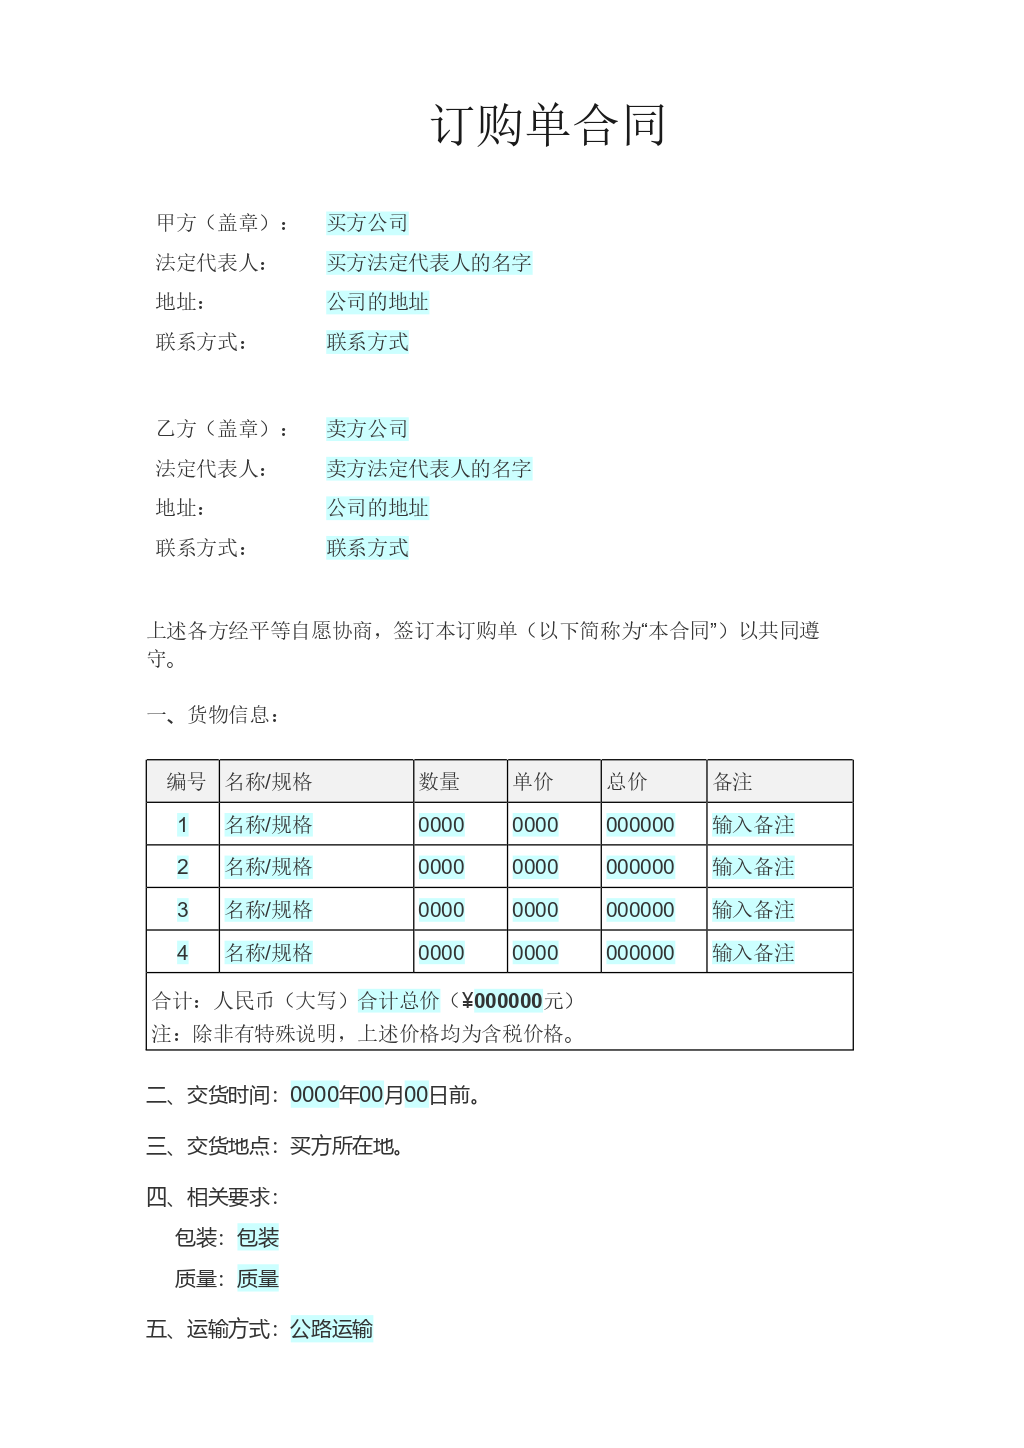 订购单合同
甲方（盖章）： 买方公司
法定代表人： 买方法定代表人的名字
地址： 公司的地址
联系方式： 联系方式
乙方（盖章）： 卖方公司
法定代表人： 卖方法定代表人的名字
地址： 公司的地址
联系方式： 联系方式
上述各方经平等自愿协商，签订本订购单（以下简称为“本合同”）以共同遵
守。
一、货物信息：
编号 名称/规格 数量 单价 总价 备注
1 名称/规格 0000 0000 000000 输入备注
2 名称/规格 0000 0000 000000 输入备注
3 名称/规格 0000 0000 000000 输入备注
4 名称/规格 0000 0000 000000 输入备注
合计：人民币（大写）合计总价（¥000000元）
注：除非有特殊说明，上述价格均为含税价格。
二、交货时间：0000年00月00日前。
三、交货地点：买方所在地。
四、相关要求：
包装：包装
质量：质量
五、运输方式：公路运输